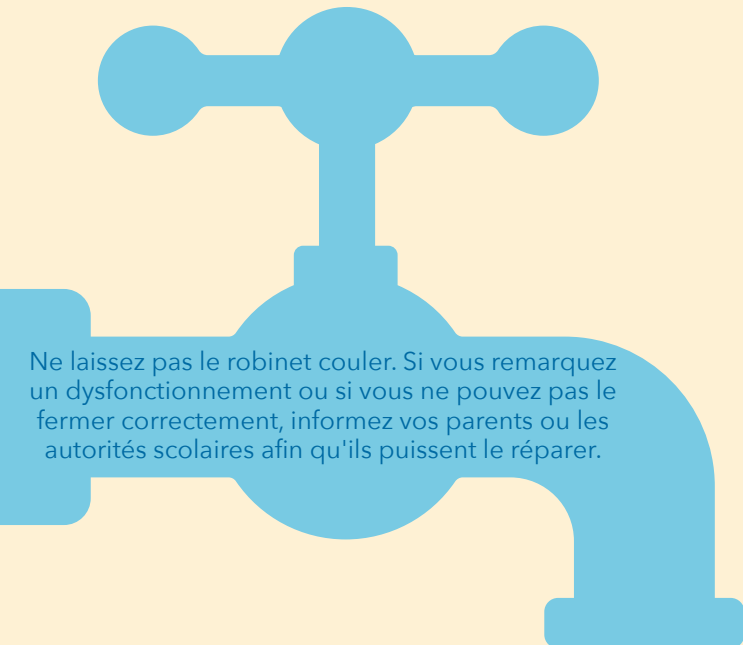 Ne laissez pas le robinet couler. Si vous remarquez
un dysfonctionnement ou si vous ne pouvez pas le
fermer correctement, informez vos parents ou les
autorités scolaires afin qu'ils puissent le réparer.